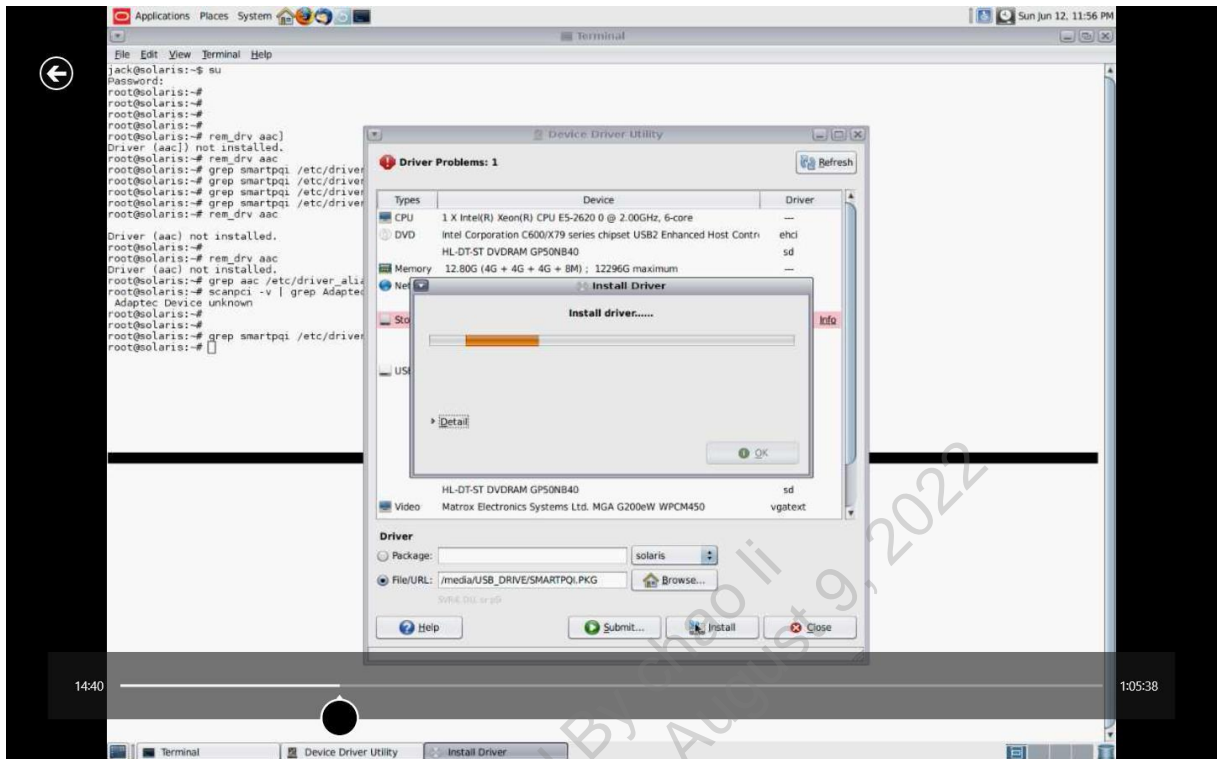 Applications Places System
Sun Jun 12, 11:56 PM
Terminal
File Edit View Terminal Help
jack@solaris:~$ su
Password:
root@solaris:~#
root@solaris:~#
root@solaris:~#
root@solaris:~#
root@solaris:~# rem_drv aac]
Driver (aac]) not installed.
root@solaris:~# rem_drv aac
root@solaris:~# grep smartpqi /etc/driver
root@solaris:~# grep smartpqi /etc/driver
root@solaris:~# grep smartpqi /etc/driver
root@solaris:~# grep smartpqi /etc/driver
root@solaris:~# rem_drv aac
Driver (aac) not installed.
root@solaris:~#
root@solaris:~# rem_drv aac
Driver (aac) not installed.
root@solaris:~# grep aac /etc/driver_alia
root@solaris:~# scanpci -v | grep Adaptec
Adaptec Device unknown
root@solaris:~#
root@solaris:~#
root@solaris:~# grep smartpqi /etc/driver
root@solaris:~#
Device Driver Utility
Driver Problems: 1
Refresh
Types Device Driver
CPU 1 X Intel(R) Xeon(R) CPU E5-2620 0 @ 2.00GHz, 6-core —
DVD Intel Corporation C600/X79 series chipset USB2 Enhanced Host Contr ehci
HL-DT-ST DVDRAM GP50NB40 sd
Memory 12.80G (4G + 4G + 4G + 8M) ; 12296G maximum —
Net
Install Driver
Install driver......
Sto
Info
USB
Detail
OK
HL-DT-ST DVDRAM GP50NB40 sd
Video Matrox Electronics Systems Ltd. MGA G200eW WPCM450 vgatext
Driver
Package: solaris
File/URL: /media/USB_DRIVE/SMARTPQI.PKG Browse...
Help Submit... Install Close
14:40 1:05:38
Terminal Device Driver Utility Install Driver
By chao li
August 9, 2022